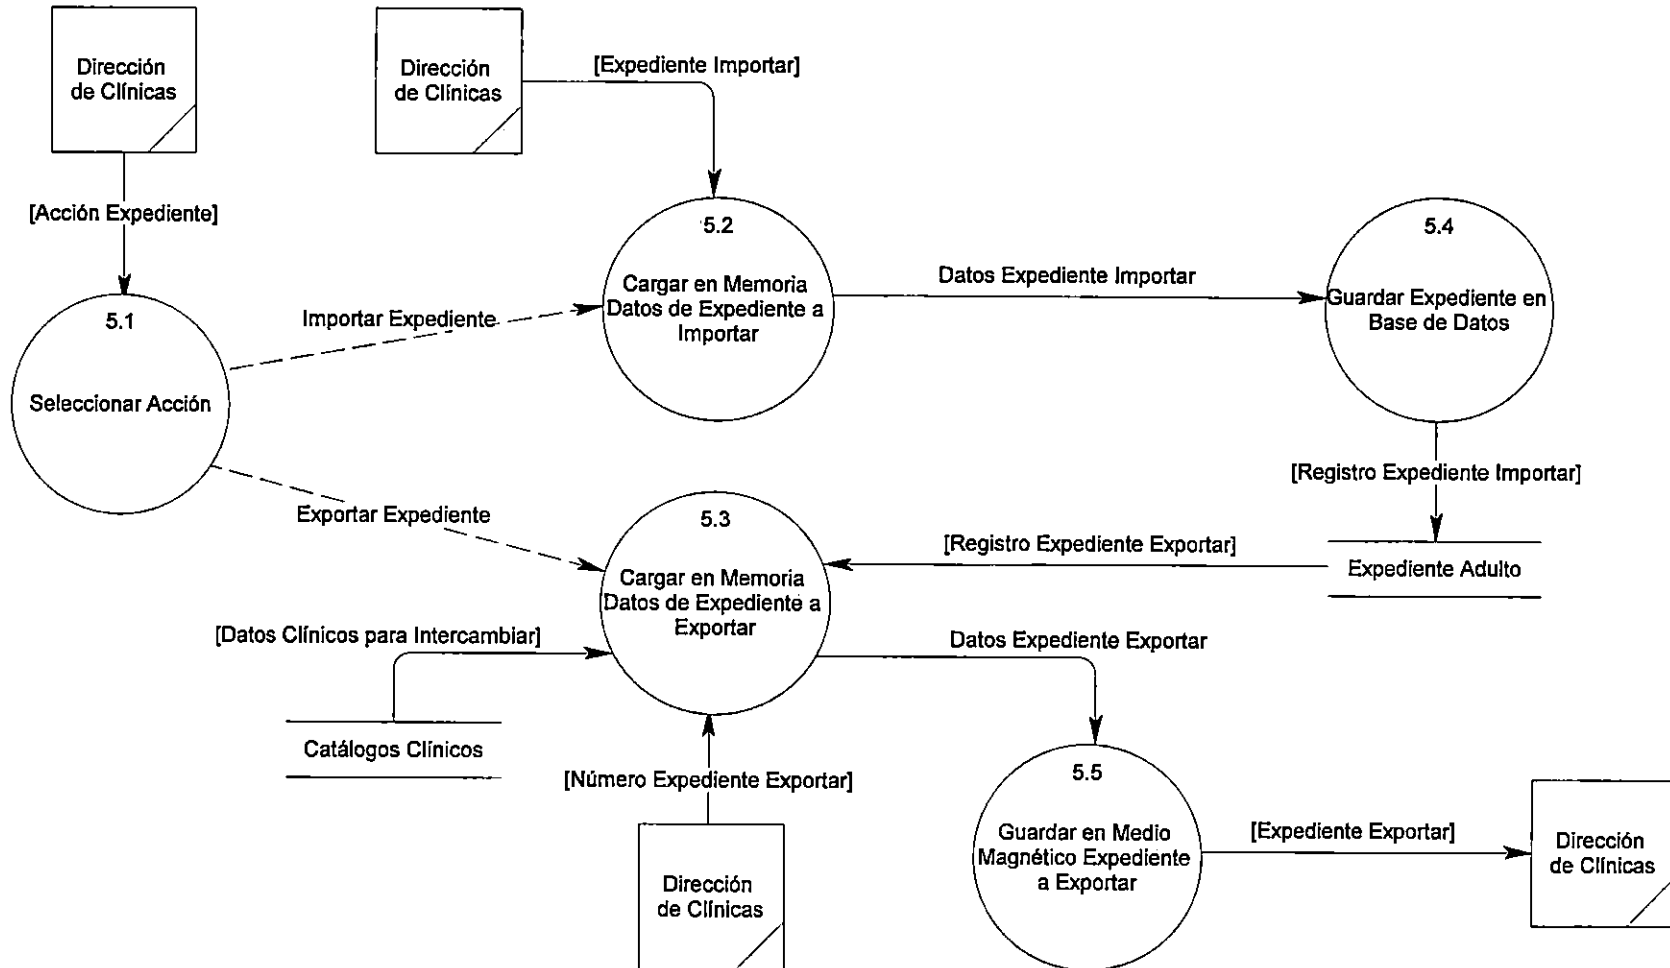 Dirección
de Clínicas
Dirección
de Clínicas
[Expediente Importar]
[Acción Expediente]
5.1
Seleccionar Acción
Importar Expediente
Exportar Expediente
5.2
Cargar en Memoria
Datos de Expediente a
Importar
Datos Expediente Importar
5.4
Guardar Expediente en
Base de Datos
[Registro Expediente Importar]
Expediente Adulto
[Registro Expediente Exportar]
5.3
Cargar en Memoria
Datos de Expediente a
Exportar
[Datos Clínicos para Intercambiar]
Catálogos Clínicos
[Número Expediente Exportar]
Dirección
de Clínicas
Datos Expediente Exportar
5.5
Guardar en Medio
Magnético Expediente
a Exportar
[Expediente Exportar]
Dirección
de Clínicas